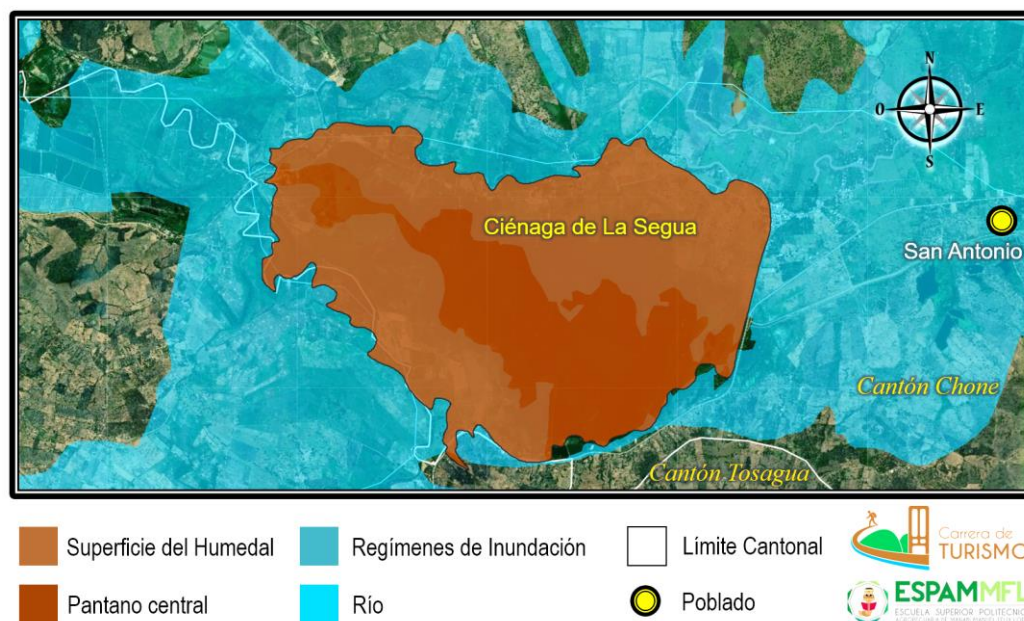 N
O
E
S
Ciénaga de La Segua
San Antonio
Cantón Chone
Cantón Tosagua
Superficie del Humedal
Regímenes de Inundación
Límite Cantonal
Carrera de
TURISMO
Pantano central
Río
Poblado
ESPAMMFL
ESCUELA SUPERIOR POLITÉCNIC